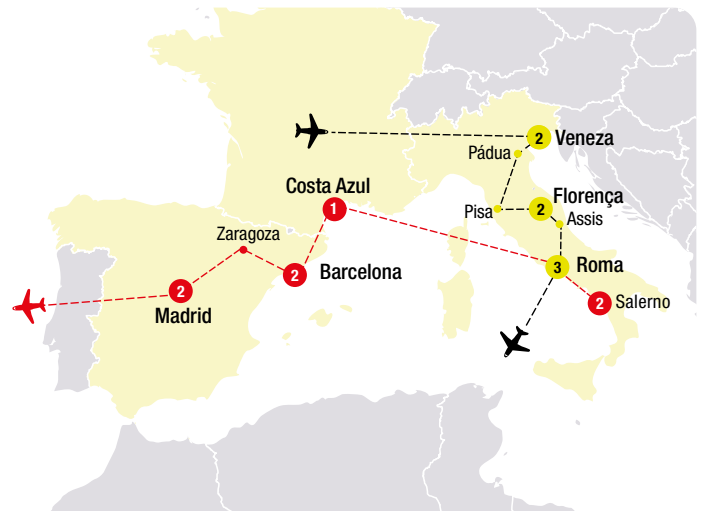 2 Veneza
Pádua
Costa Azul
1
Florença
Pisa
2
Assis
Zaragoza
3 Roma
2 Barcelona
2
Madrid
2 Salerno